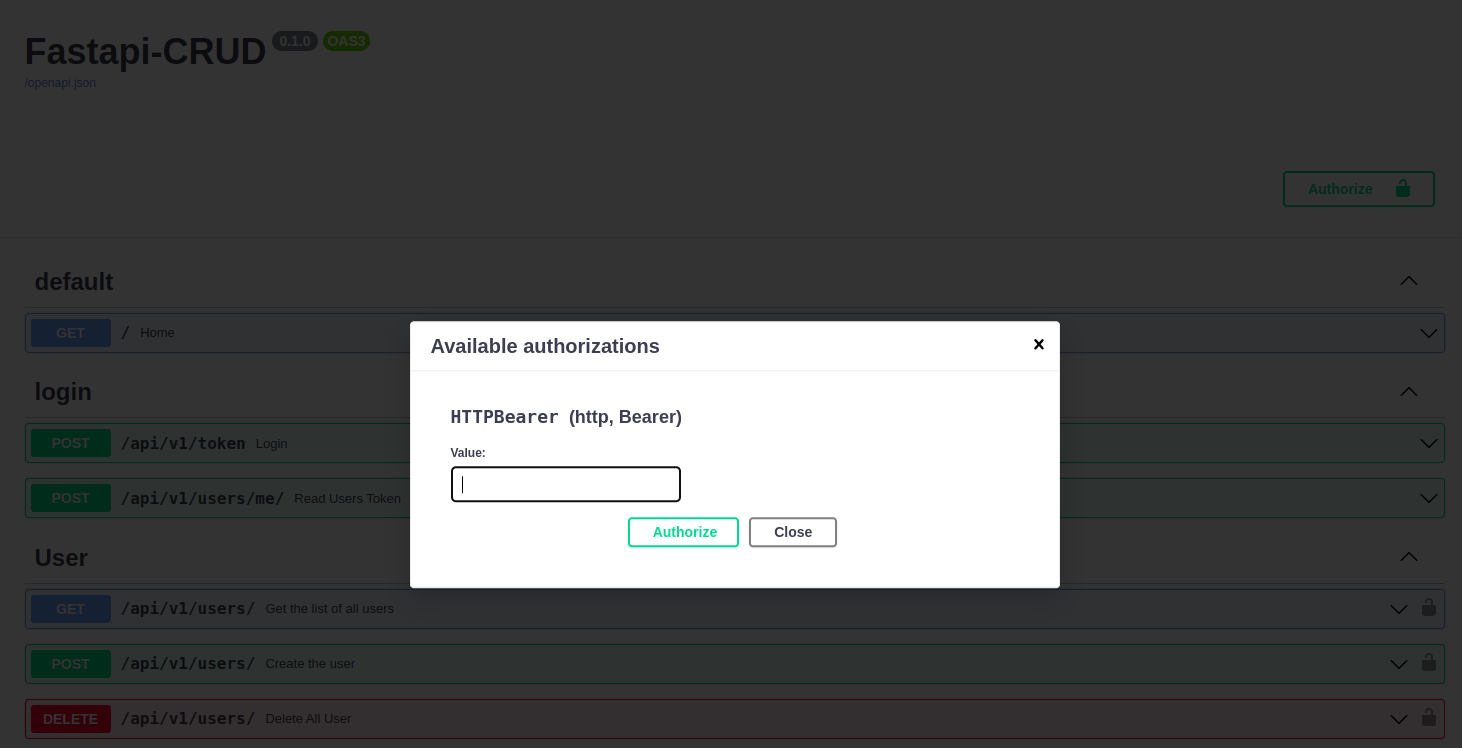 Fastapi-CRUD 0.1.0 OAS3
/openapi.json
Authorize
default
GET / Home
Available authorizations x
login
HTTPBearer (http, Bearer)
POST /api/v1/token Login
Value:
POST /api/v1/users/me/ Read Users Token
Authorize Close
User
GET /api/v1/users/ Get the list of all users
POST /api/v1/users/ Create the user
DELETE /api/v1/users/ Delete All User